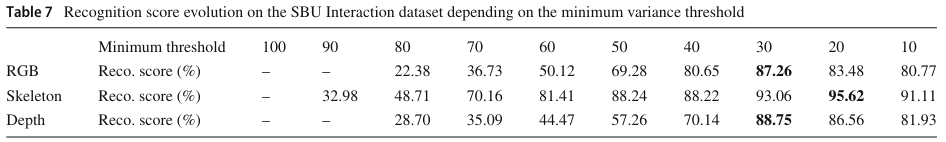 Table 7 Recognition score evolution on the SBU Interaction dataset depending on the minimum variance threshold
Minimum threshold 100 90 80 70 60 50 40 30 20 10
RGB Reco. score (%) – – 22.38 36.73 50.12 69.28 80.65 87.26 83.48 80.77
Skeleton Reco. score (%) – 32.98 48.71 70.16 81.41 88.24 88.22 93.06 95.62 91.11
Depth Reco. score (%) – – 28.70 35.09 44.47 57.26 70.14 88.75 86.56 81.93